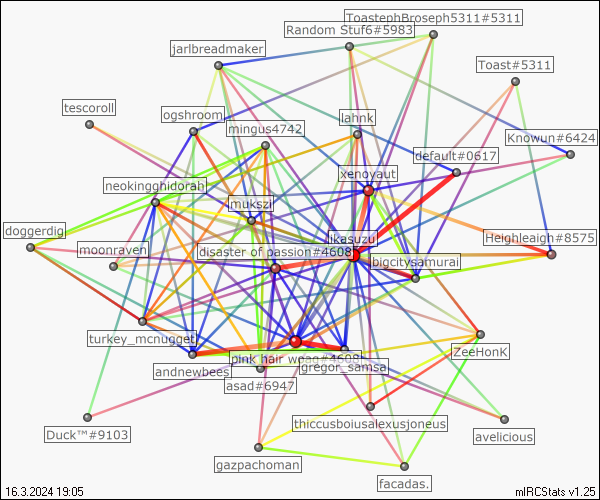 ToastephBroseph5311#5311
Random Stuf6#5983
jarlbreadmaker
Toast#5311
tescoroll
ogshroom
lahnk
mingus4742
Knowun#6424
default#0617
xenoyaut
neokingghidorah
mukszi
doggerdig
ikasuzu
Heighleaigh#8575
moonraven
disaster of passion#4608
bigcitysamurai
turkey_mcnugget
ZeeHonK
pink hair woag#4608
gregor_samsa
andnewbees
asad#6947
thiccusboiusalexusjoneus
Duck™#9103
avelicious
gazpachoman
facadas.
16.3.2024 19:05
mIRCStats v1.25